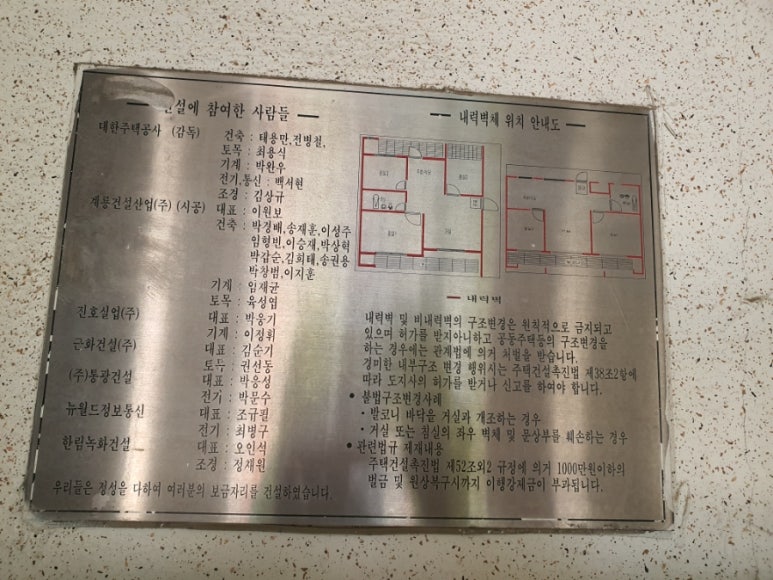 건설에 참여한 사람들
대한주택공사 (감독) 건축 : 태용만,전병철,
토목 : 최용식
기계 : 박완우
전기,통신 : 백서현
조경 : 김상규
계룡건설산업(주) (시공) 대표 : 이원보
건축 : 박경배,송재훈,이성주
임형빈,이승재,박상혁
박갑순,김희태,송권용
박창범,이지훈
기계 : 임재균
토목 : 육성엽
진호실업(주) 대표 : 박웅기
기계 : 이정휘
근화건설(주) 대표 : 김순기
토목 : 권선동
(주)통광건설 대표 : 박응성
전기 : 박문수
뉴월드정보통신 대표 : 조규필
전기 : 최병구
한림녹화건설 대표 : 오인석
조경 : 정재원
우리들은 정성을 다하여 여러분의 보금자리를 건설하였습니다.
내력벽체 위치 안내도
내력벽
내력벽 및 비내력벽의 구조변경은 원칙적으로 금지되고
있으며 허가를 받지아니하고 공동주택등의 구조변경을
하는 경우에는 관계법에 의거 처벌을 받습니다.
경미한 내부구조 변경 행위시는 주택건설촉진법 제38조2항에
따라 도지사의 허가를 받거나 신고를 하여야 합니다.
• 불법구조변경사례
· 발코니 바닥을 거실과 개조하는 경우
· 거실 또는 침실의 좌우 벽체 및 문상부를 훼손하는 경우
• 관련법규 재재내용
주택건설촉진법 제52조의2 규정에 의거 1000만원이하의
벌금 및 원상복구시까지 이행강제금이 부과됩니다.